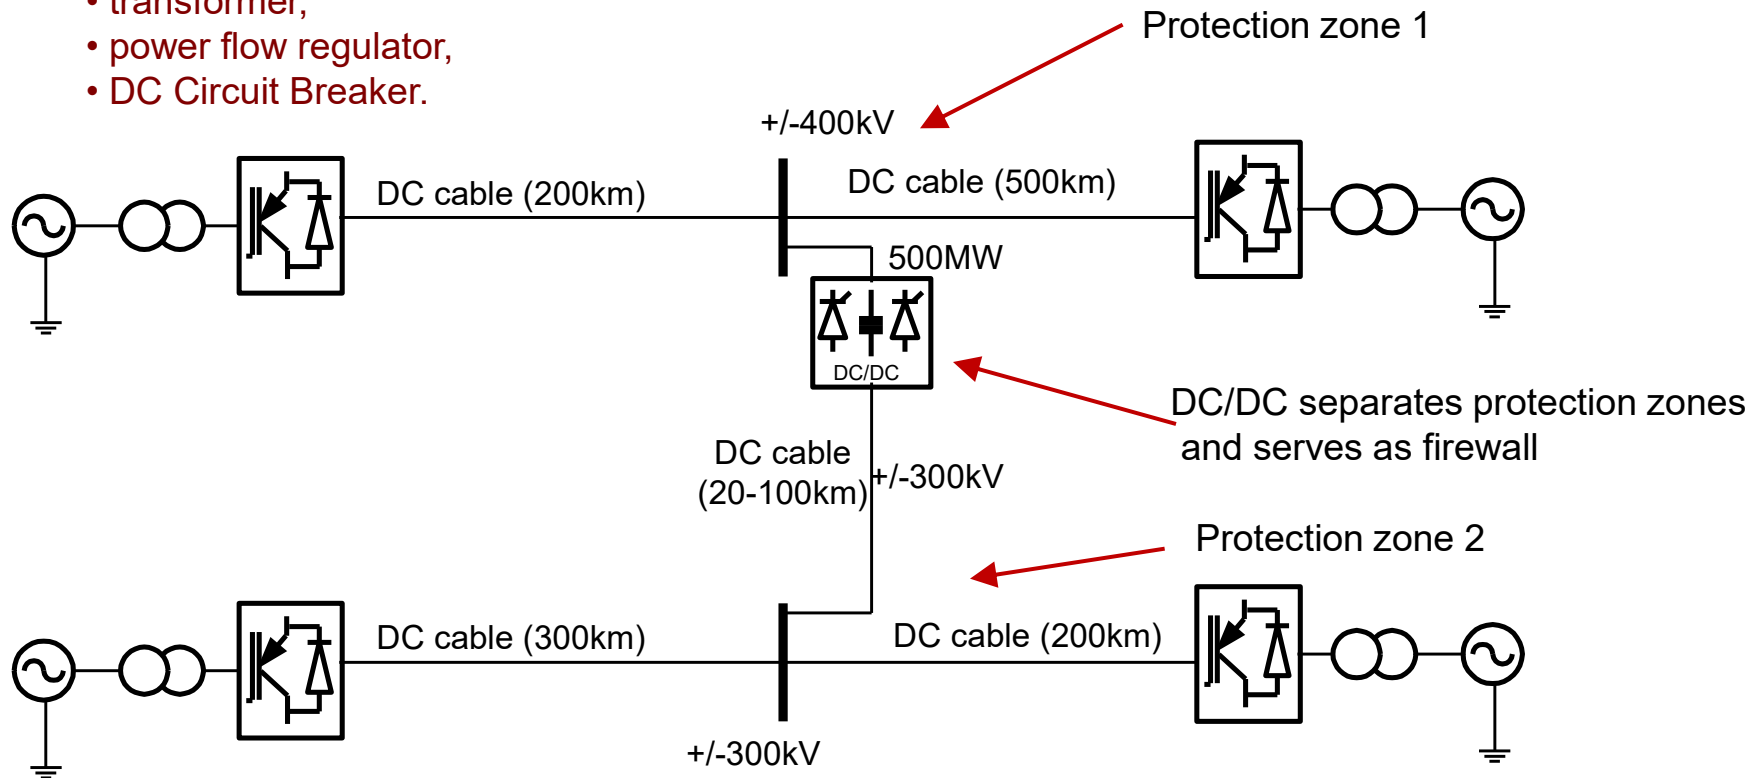 • transformer,
• power flow regulator,
• DC Circuit Breaker.
Protection zone 1
+/-400kV
DC cable (200km)
DC cable (500km)
500MW
DC/DC
DC/DC separates protection zones
and serves as firewall
DC cable
(20-100km)
+/-300kV
Protection zone 2
DC cable (300km)
DC cable (200km)
+/-300kV